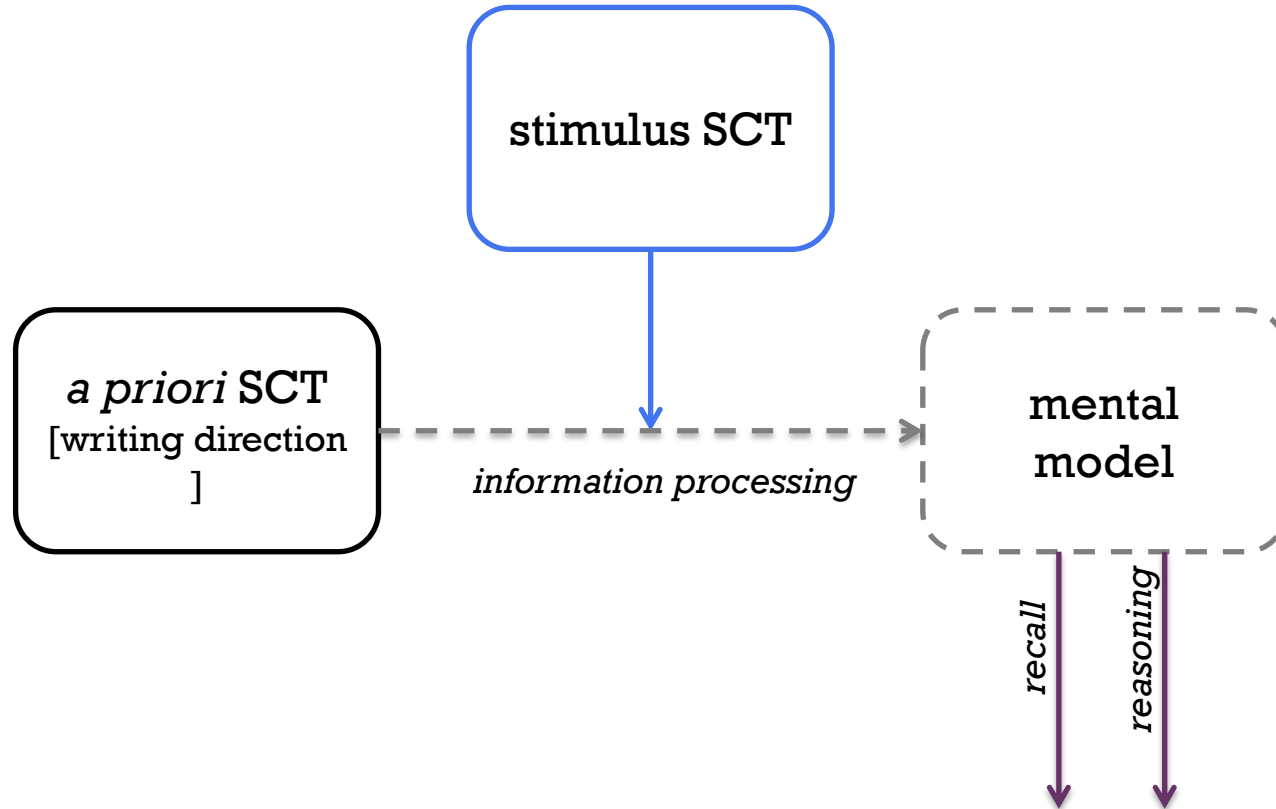 stimulus SCT
a priori SCT
[writing direction
]
information processing
mental
model
recall
reasoning